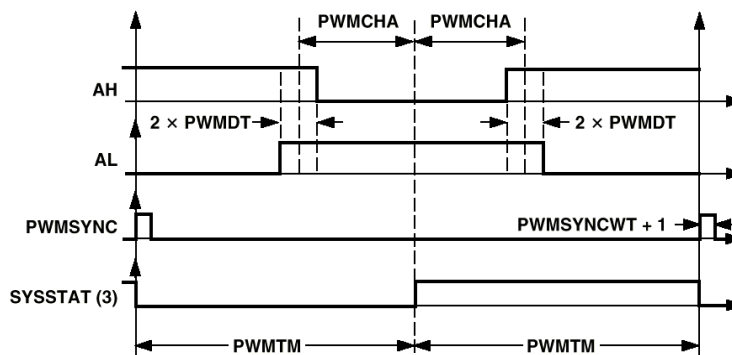 PWMCHA PWMCHA
AH
2 × PWMDT 2 × PWMDT
AL
PWMSYNC PWMSYNCWT + 1
SYSSTAT (3)
PWMTM PWMTM